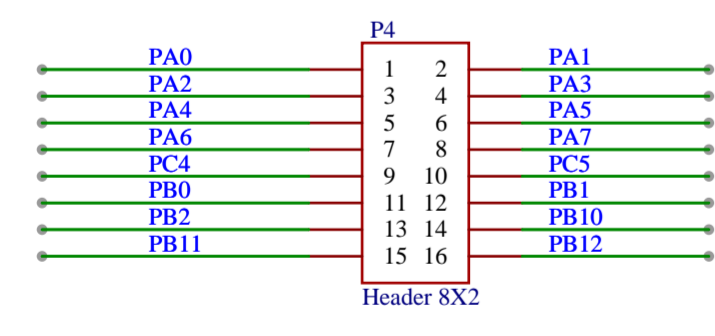 P4
PA0 1 2 PA1
PA2 3 4 PA3
PA4 5 6 PA5
PA6 7 8 PA7
PC4 9 10 PC5
PB0 11 12 PB1
PB2 13 14 PB10
PB11 15 16 PB12
Header 8X2